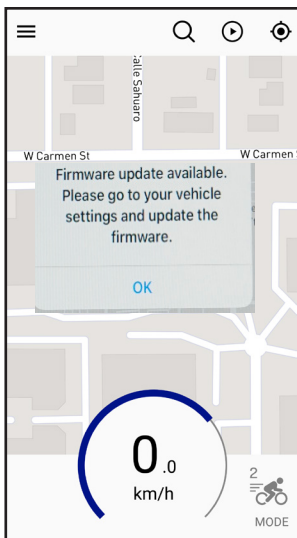 Calle Sahuaro
W Carmen St
W Carmen
Firmware update available.
Please go to your vehicle
settings and update the
firmware.
OK
0.0
km/h
2
MODE